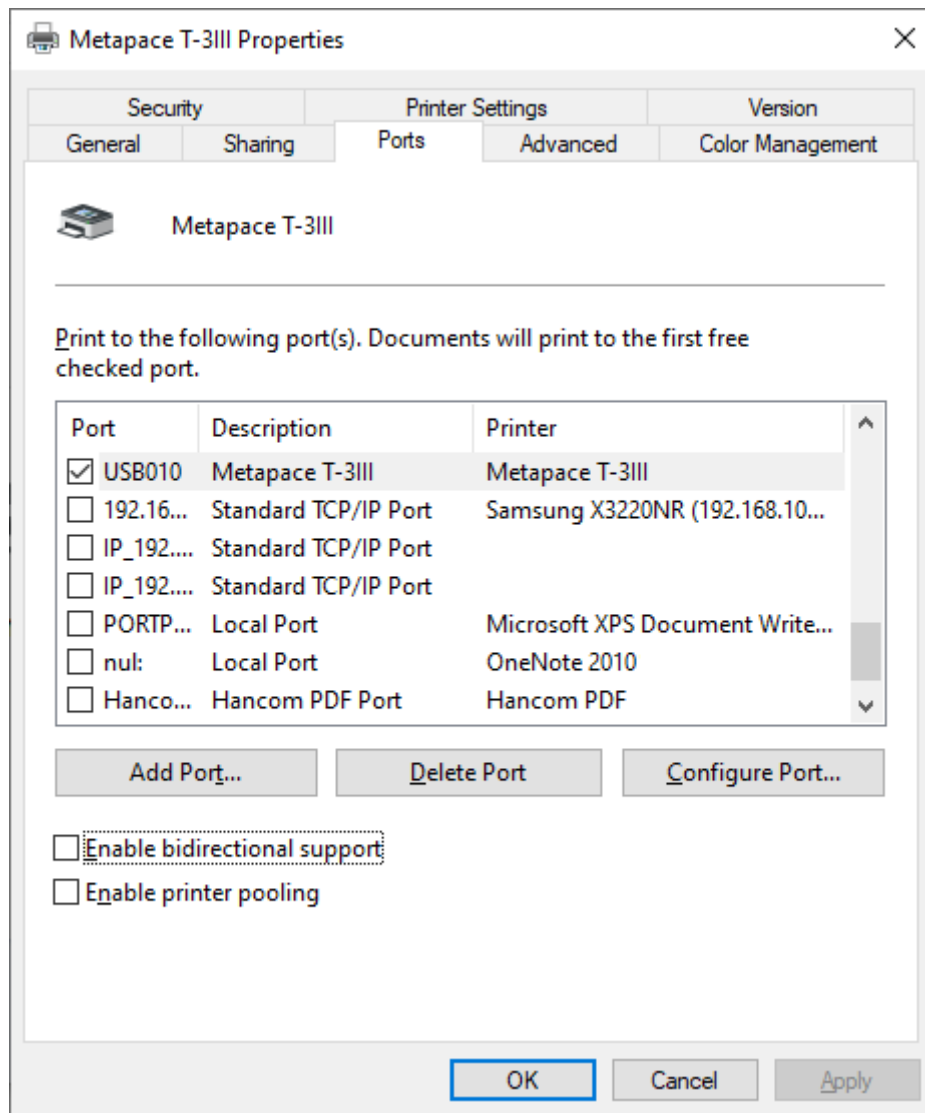 Metapace T-3III Properties
Security Printer Settings Version
General Sharing Ports Advanced Color Management
Metapace T-3III
Print to the following port(s). Documents will print to the first free
checked port.
Port Description Printer
USB010 Metapace T-3III Metapace T-3III
192.16... Standard TCP/IP Port Samsung X3220NR (192.168.10...
IP_192.... Standard TCP/IP Port
IP_192.... Standard TCP/IP Port
PORTP... Local Port Microsoft XPS Document Write...
nul: Local Port OneNote 2010
Hanco... Hancom PDF Port Hancom PDF
Add Port... Delete Port Configure Port...
Enable bidirectional support
Enable printer pooling
OK Cancel Apply